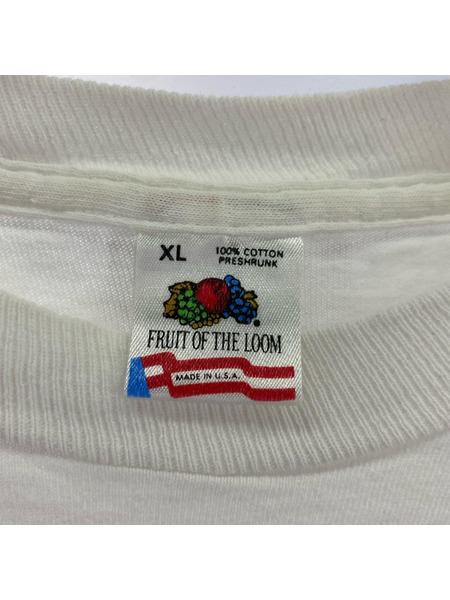 XL
100% COTTON
PRESHRUNK
FRUIT OF THE LOOM
MADE IN U.S.A.